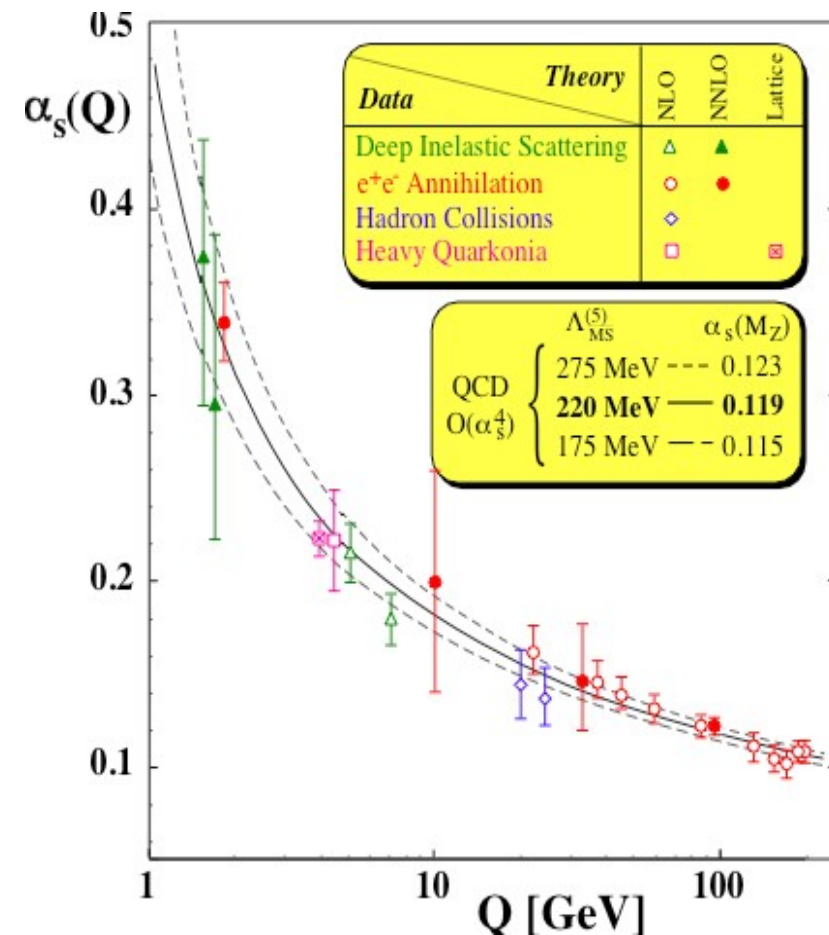 0.5
αs(Q)
0.4
0.3
0.2
0.1
Theory
Data
NLO
NNLO
Lattice
Deep Inelastic Scattering
e+e- Annihilation
Hadron Collisions
Heavy Quarkonia
Λ(5)MS αs(MZ)
QCD
O(αs4)
275 MeV 0.123
220 MeV 0.119
175 MeV 0.115
1 10 100
Q [GeV]